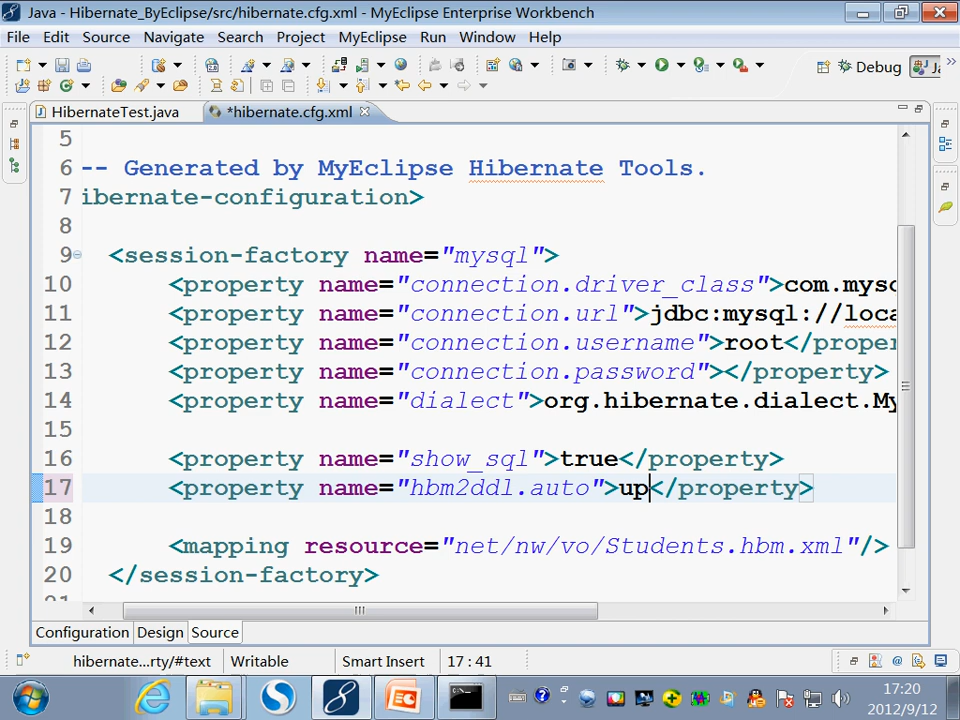 Java - Hibernate_ByEclipse/src/hibernate.cfg.xml - MyEclipse Enterprise Workbench
File Edit Source Navigate Search Project MyEclipse Run Window Help
Debug
HibernateTest.java *hibernate.cfg.xml
5
6 -- Generated by MyEclipse Hibernate Tools.
7 ibernate-configuration>
8
9 <session-factory name="mysql">
10 <property name="connection.driver_class">com.mysc
11 <property name="connection.url">jdbc:mysql://loca
12 <property name="connection.username">root</proper
13 <property name="connection.password"></property>
14 <property name="dialect">org.hibernate.dialect.My
15
16 <property name="show_sql">true</property>
17 <property name="hbm2ddl.auto">up</property>
18
19 <mapping resource="net/nw/vo/Students.hbm.xml"/>
20 </session-factory>
Configuration Design Source
hibernate...rty/#text Writable Smart Insert 17 : 41
17:20
2012/9/12